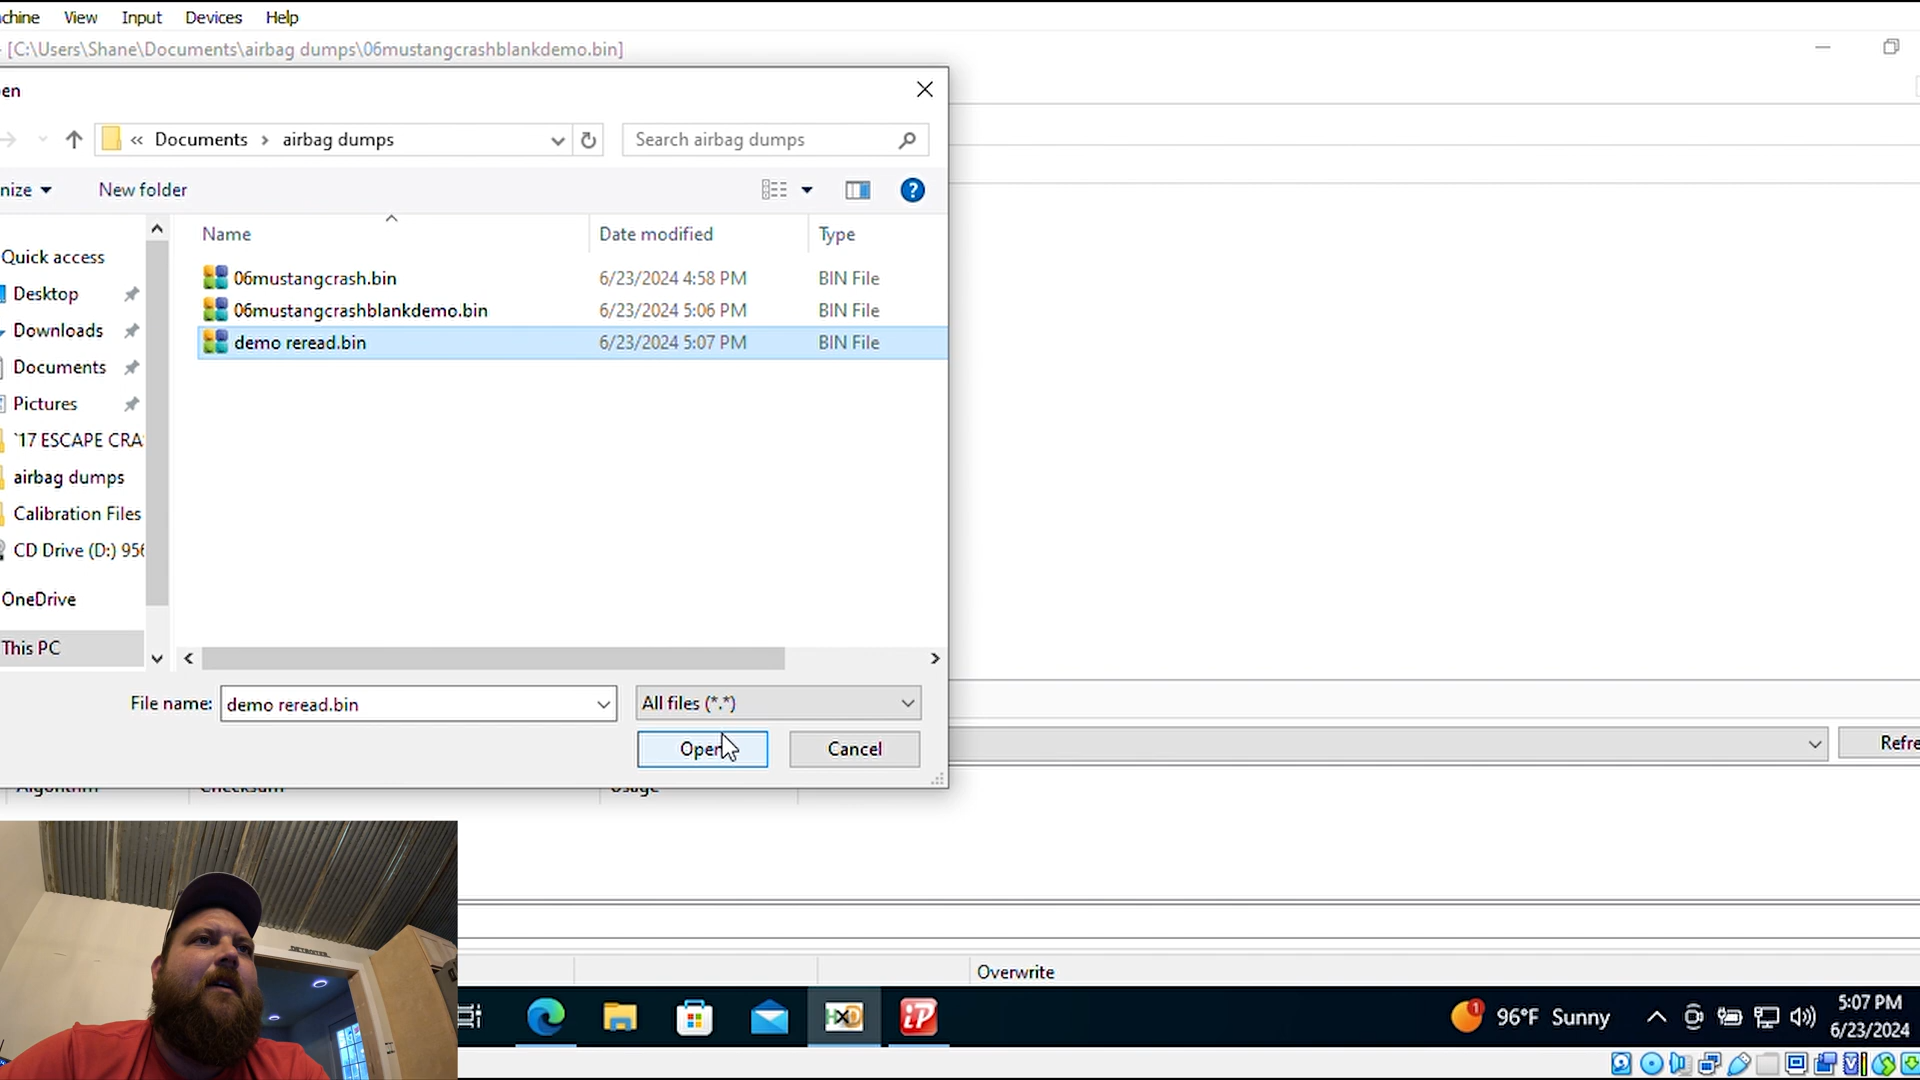 chine View Input Devices Help
- [C:\Users\Shane\Documents\airbag dumps\06mustangcrashblankdemo.bin]
en
« Documents › airbag dumps
Search airbag dumps
nize New folder
Name Date modified Type
06mustangcrash.bin 6/23/2024 4:58 PM BIN File
06mustangcrashblankdemo.bin 6/23/2024 5:06 PM BIN File
demo reread.bin 6/23/2024 5:07 PM BIN File
Quick access
Desktop
Downloads
Documents
Pictures
`17 ESCAPE CRA
airbag dumps
Calibration Files
CD Drive (D:) 956
OneDrive
This PC
File name: demo reread.bin All files (*.*)
Open Cancel
Refre
Algorithm Checksum Usage
Overwrite
HXD iP 1 96°F Sunny
5:07 PM
6/23/2024